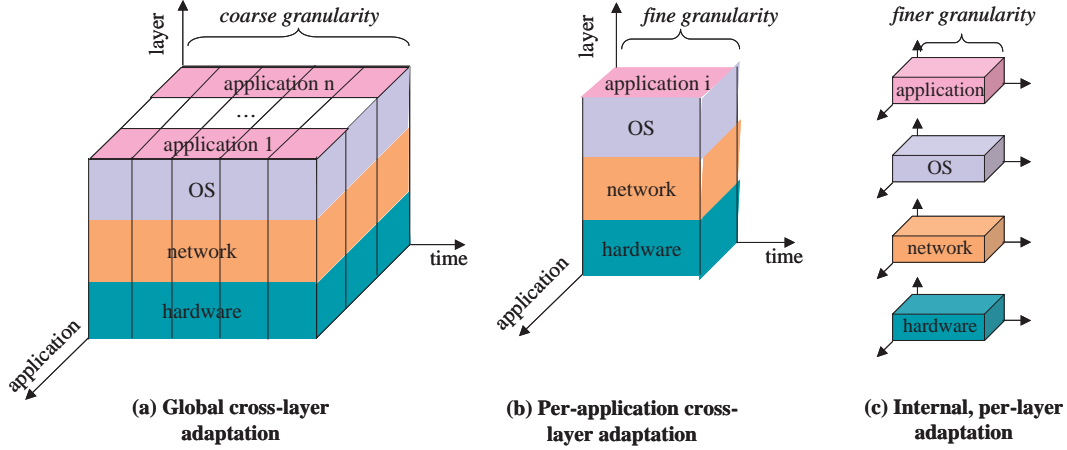 coarse granularity
layer
application n
...
application 1
OS
network
hardware
time
application
(a) Global cross-layer
adaptation
fine granularity
layer
application i
OS
network
hardware
time
application
(b) Per-application cross-
layer adaptation
finer granularity
application
OS
network
hardware
(c) Internal, per-layer
adaptation